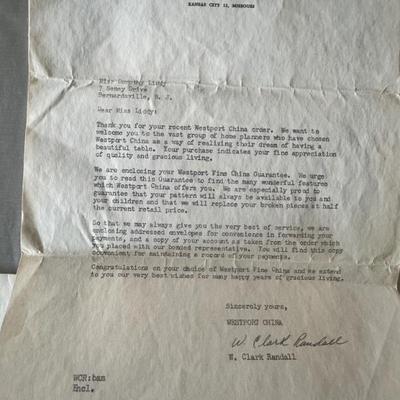 KANSAS CITY 11, MISSOURI
Miss Dorothy Liddy
7 Seney Drive
Bernardsville, N. J.
Dear Miss Liddy:
Thank you for your recent Westport China order. We want to
welcome you to the vast group of home planners who have chosen
Westport China as a way of realizing their dream of having a
beautiful table. Your purchase indicates your fine appreciation
of quality and gracious living.
We are enclosing your Westport Fine China Guarantee. We urge
you to read this Guarantee to find the many wonderful features
which Westport China offers you. We are especially proud to
guarantee that your pattern will always be available to you and
your children and that we will replace your broken pieces at half
the current retail price.
So that we may always give you the very best of service, we are
enclosing addressed envelopes for convenience in forwarding your
payments, and a copy of your account as taken from the order which
you placed with our bonded representative. You will find this copy
convenient for maintaining a record of your payments.
Congratulations on your choice of Westport Fine China and we extend
to you our very best wishes for many happy years of gracious living.
Sincerely yours,
WESTPORT CHINA
W. Clark Randall
W. Clark Randall
WCR:bam
Encl.